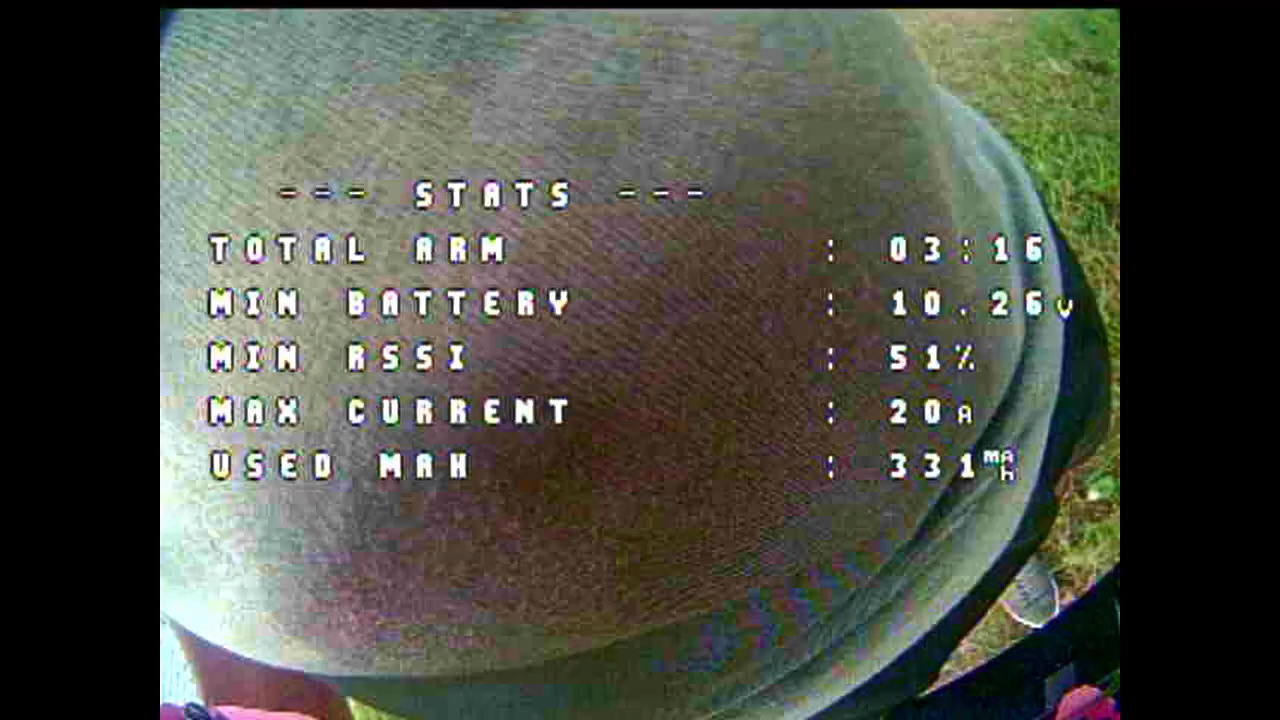 --- STATS ---
TOTAL ARM : 03:16
MIN BATTERY : 10.26V
MIN RSSI : 51%
MAX CURRENT : 20A
USED MAH : 331mAh